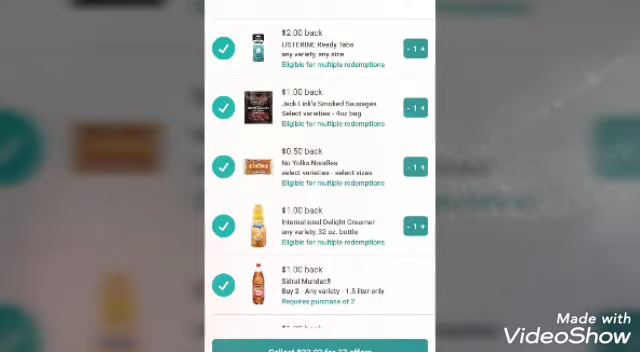 $2.00 back
LISTERINE Ready Tabs
any variety, any size
Eligible for multiple redemptions
- 1 +
$1.00 back
Jack Link's Smoked Sausages
Select varieties - 4oz bag
Eligible for multiple redemptions
- 1 +
$0.50 back
No Yolks Noodles
select varieties - select sizes
Eligible for multiple redemptions
- 1 +
$1.00 back
International Delight Creamer
any variety, 32 oz. bottle
Eligible for multiple redemptions
- 1 +
$1.00 back
Sidral Mundet®
Buy 2 - Any variety - 1.5 liter only
Requires purchase of 2
Made with
VideoShow